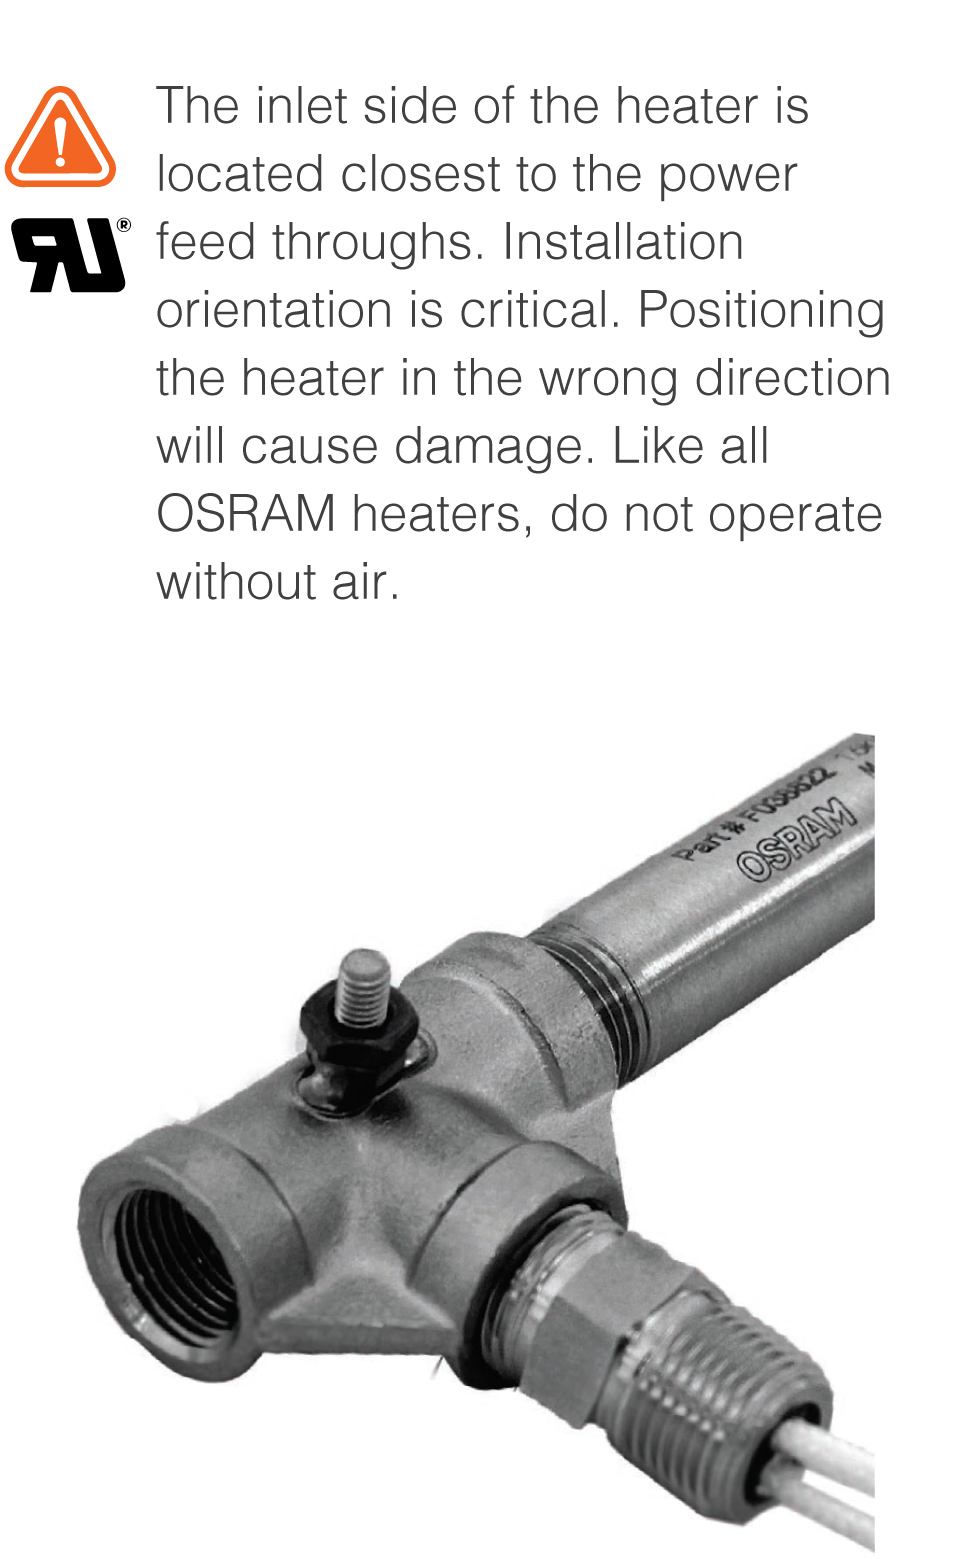 The inlet side of the heater is
located closest to the power
feed throughs. Installation
orientation is critical. Positioning
the heater in the wrong direction
will cause damage. Like all
OSRAM heaters, do not operate
without air.
Part # F038822
OSRAM